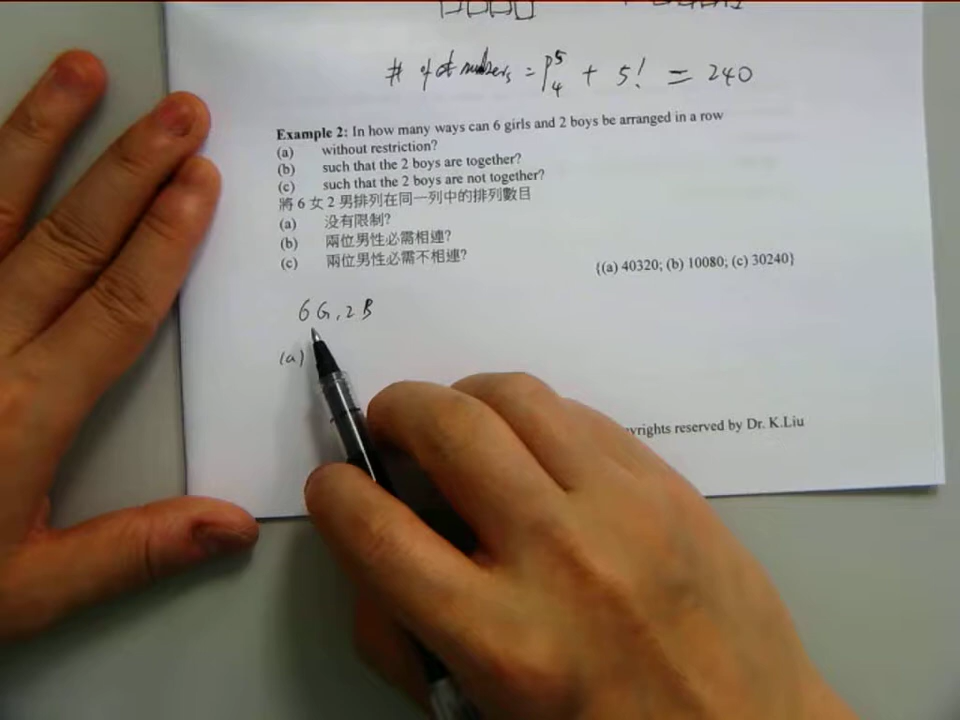 # of numbers = P⁵₄ + 5! = 240
Example 2: In how many ways can 6 girls and 2 boys be arranged in a row
(a) without restriction?
(b) such that the 2 boys are together?
(c) such that the 2 boys are not together?
將 6 女 2 男排列在同一列中的排列數目
(a) 没有限制?
(b) 兩位男性必需相連?
(c) 兩位男性必需不相連?
{(a) 40320; (b) 10080; (c) 30240}
6G, 2B
(a)
reserved by Dr. K.Liu